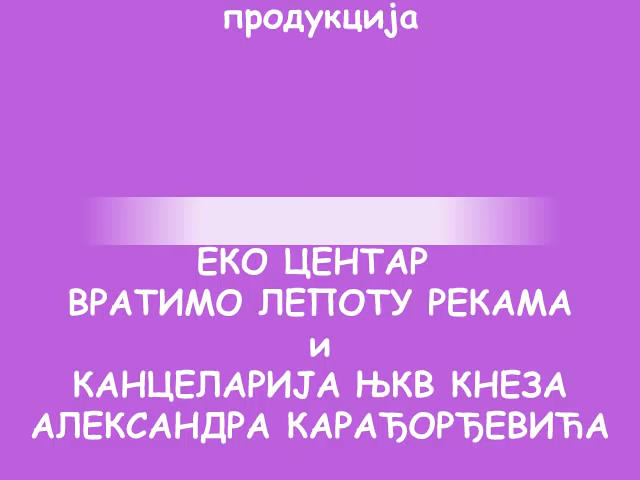 продукција
ЕКО ЦЕНТАР
ВРАТИМО ЛЕПОТУ РЕКАМА
и
КАНЦЕЛАРИЈА ЊКВ КНЕЗА
АЛЕКСАНДРА КАРАЂОРЂЕВИЋА